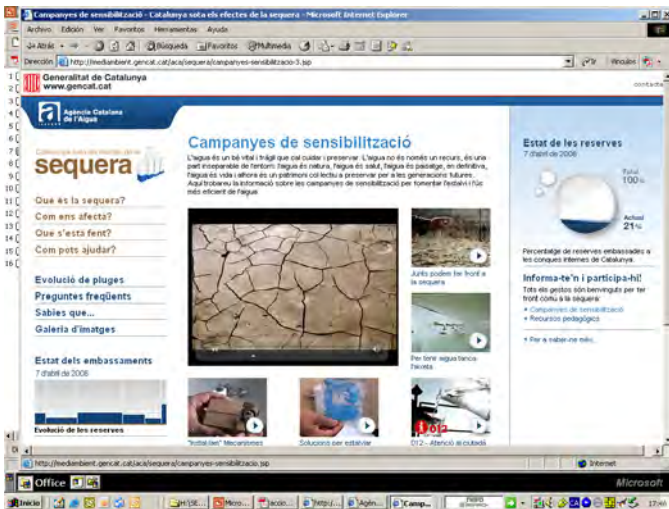 Campanyes de sensibilització - Catalunya sota els efectes de la sequera - Microsoft Internet Explorer
Archivo Edición Ver Favoritos Herramientas Ayuda
Atrás Búsqueda Favoritos Multimedia
Dirección http://mediambient.gencat.cat/aca/sequera/campanyes-sensibilitzacio-3.jsp Ir Vínculos
Generalitat de Catalunya
www.gencat.cat
contacte
Agència Catalana
de l'Aigua
sequera
Que és la sequera?
Com ens afecta?
Que s'està fent?
Com pots ajudar?
Evolució de pluges
Preguntes freqüents
Sabies que...
Galeria d'imatges
Estat dels embassaments
7 d'abril de 2008
Evolució de les reserves
Campanyes de sensibilització
L'aigua és un bé vital i fràgil que cal cuidar i preservar. L'aigua no és només un recurs, és una
part inseparable de l'entorn: l'aigua és natura, l'aigua és salut, l'aigua és paisatge, en definitiva,
l'aigua és vida i alhora és un patrimoni col·lectiu a preservar per a les generacions futures.
Aquí trobareu la informació sobre les campanyes de sensibilització per fomentar l'estalvi i l'ús
més eficient de l'aigua.
Junts podem fer front a
la sequera
Per tenir aigua tanca
l'aixeta
"Instal·lan" Mecanismes
Solucions per estalviar
012
012 - Atenció al ciutadà
Estat de les reserves
7 d'abril de 2008
Total
100%
Actual
21%
Percentatge de reserves embassades a
les conques internes de Catalunya.
Informa-te'n i participa-hi!
Tots els gestos són benvinguts per fer
front comú a la sequera:
Campanyes de sensibilització
Recursos pedagògics
Per a saber-ne més...
http://mediambient.gencat.cat/aca/sequera/campanyes-sensibilitzacio.jsp Internet
Office Microsoft
Inicio